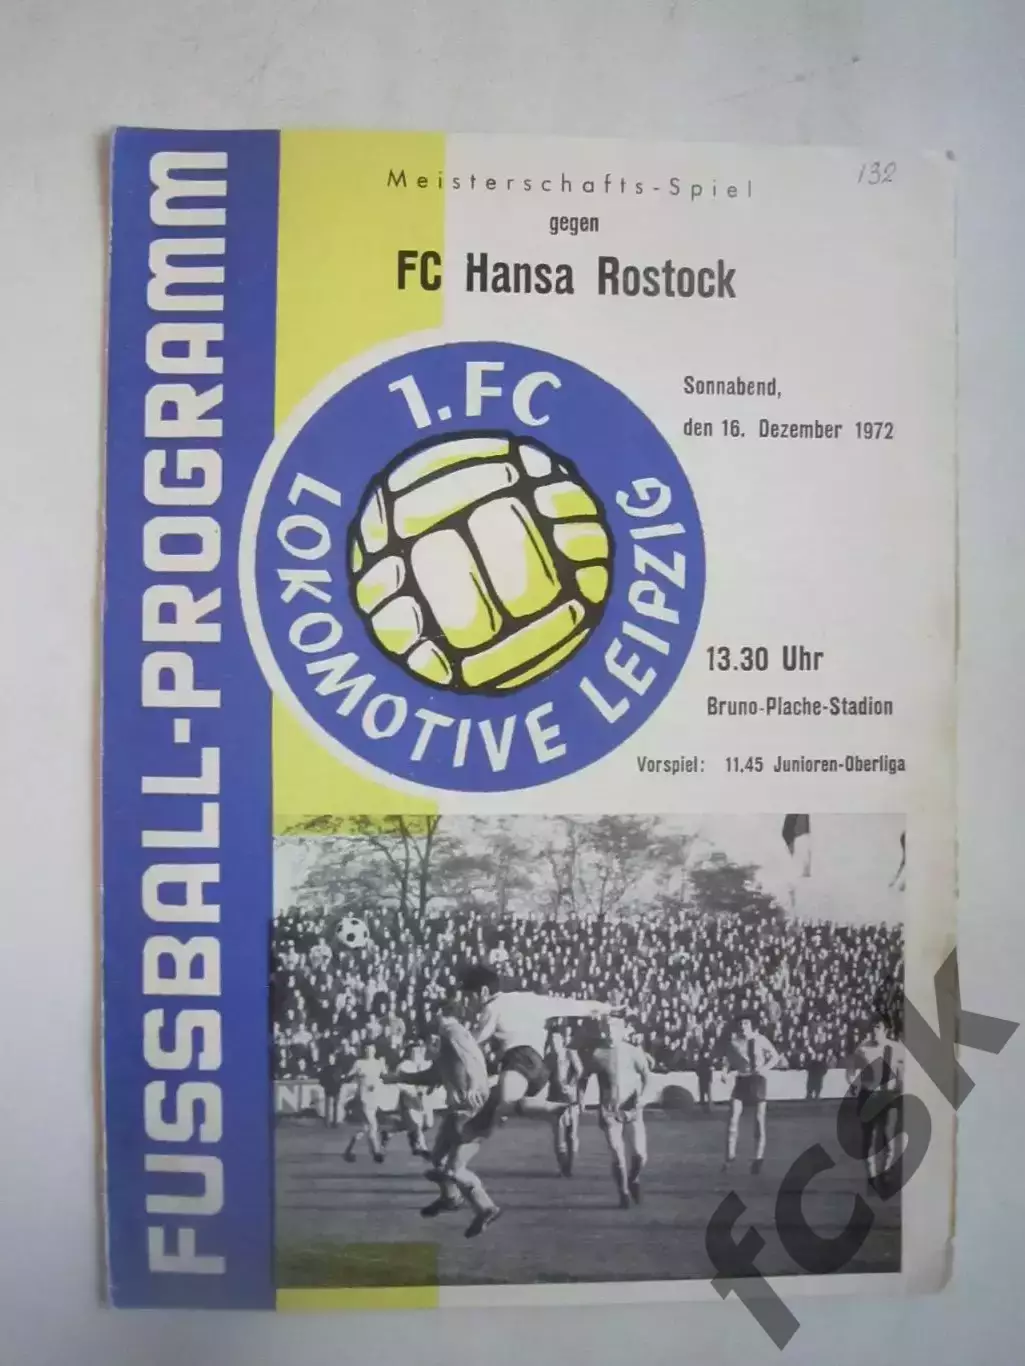 FUSSBALL-PROGRAMM
Meisterschafts-Spiel
132
gegen
FC Hansa Rostock
Sonnabend,
den 16. Dezember 1972
1. FC
LOKOMOTIVE LEIPZIG
13.30 Uhr
Bruno-Plache-Stadion
Vorspiel: 11.45 Junioren-Oberliga
fcsk